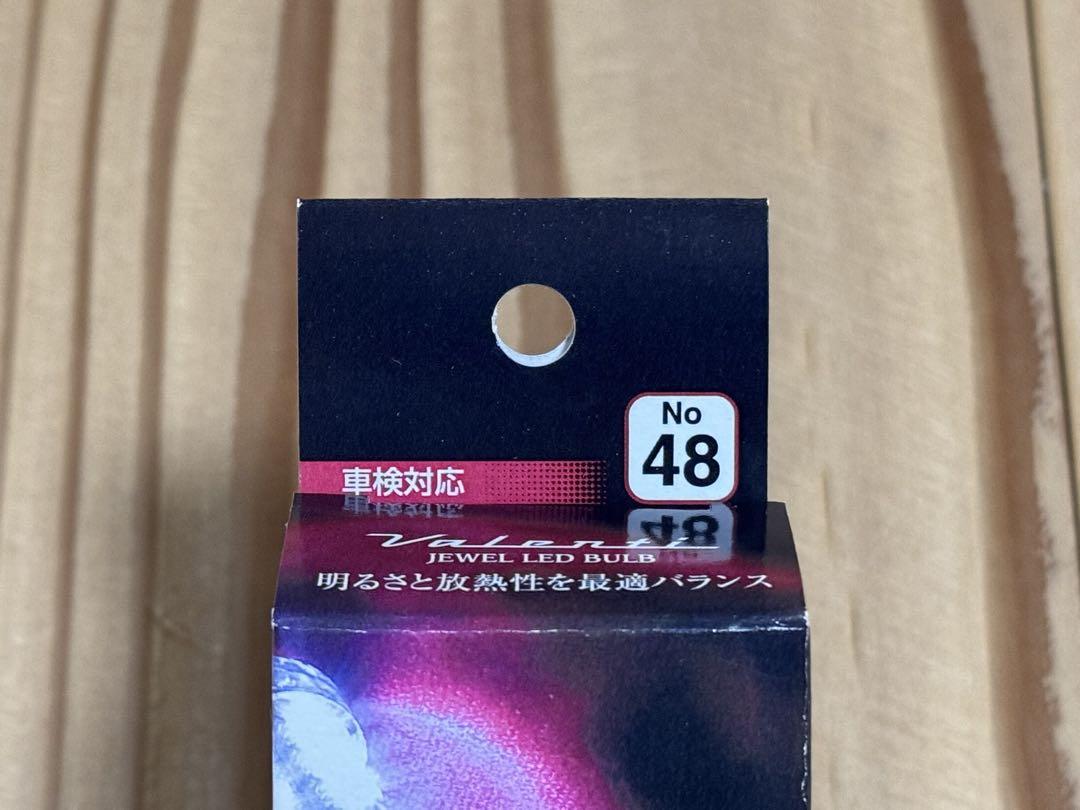 No
48
車検対応
Valenti
JEWEL LED BULB
明るさと放熱性を最適バランス